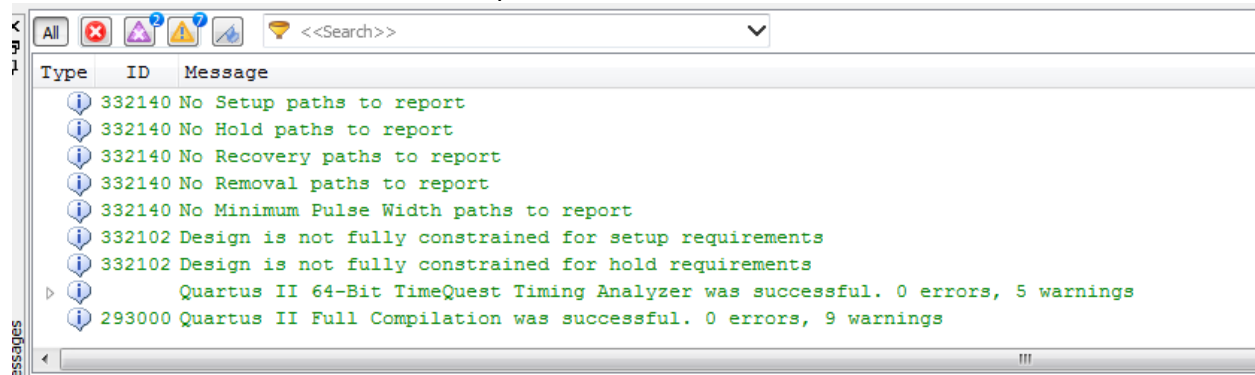 All 2 7 <<Search>>
Type ID Message
332140 No Setup paths to report
332140 No Hold paths to report
332140 No Recovery paths to report
332140 No Removal paths to report
332140 No Minimum Pulse Width paths to report
332102 Design is not fully constrained for setup requirements
332102 Design is not fully constrained for hold requirements
Quartus II 64-Bit TimeQuest Timing Analyzer was successful. 0 errors, 5 warnings
293000 Quartus II Full Compilation was successful. 0 errors, 9 warnings